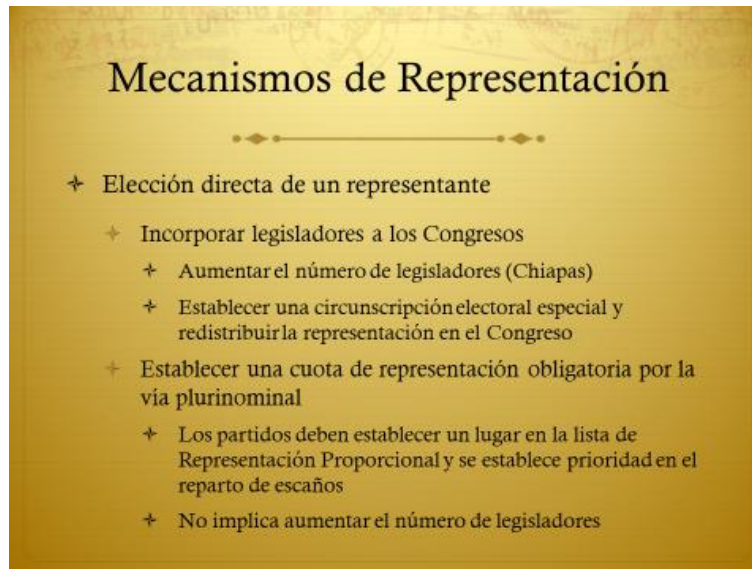 Mecanismos de Representación
Elección directa de un representante
Incorporar legisladores a los Congresos
Aumentar el número de legisladores (Chiapas)
Establecer una circunscripción electoral especial y
redistribuir la representación en el Congreso
Establecer una cuota de representación obligatoria por la
vía plurinominal
Los partidos deben establecer un lugar en la lista de
Representación Proporcional y se establece prioridad en el
reparto de escaños
No implica aumentar el número de legisladores